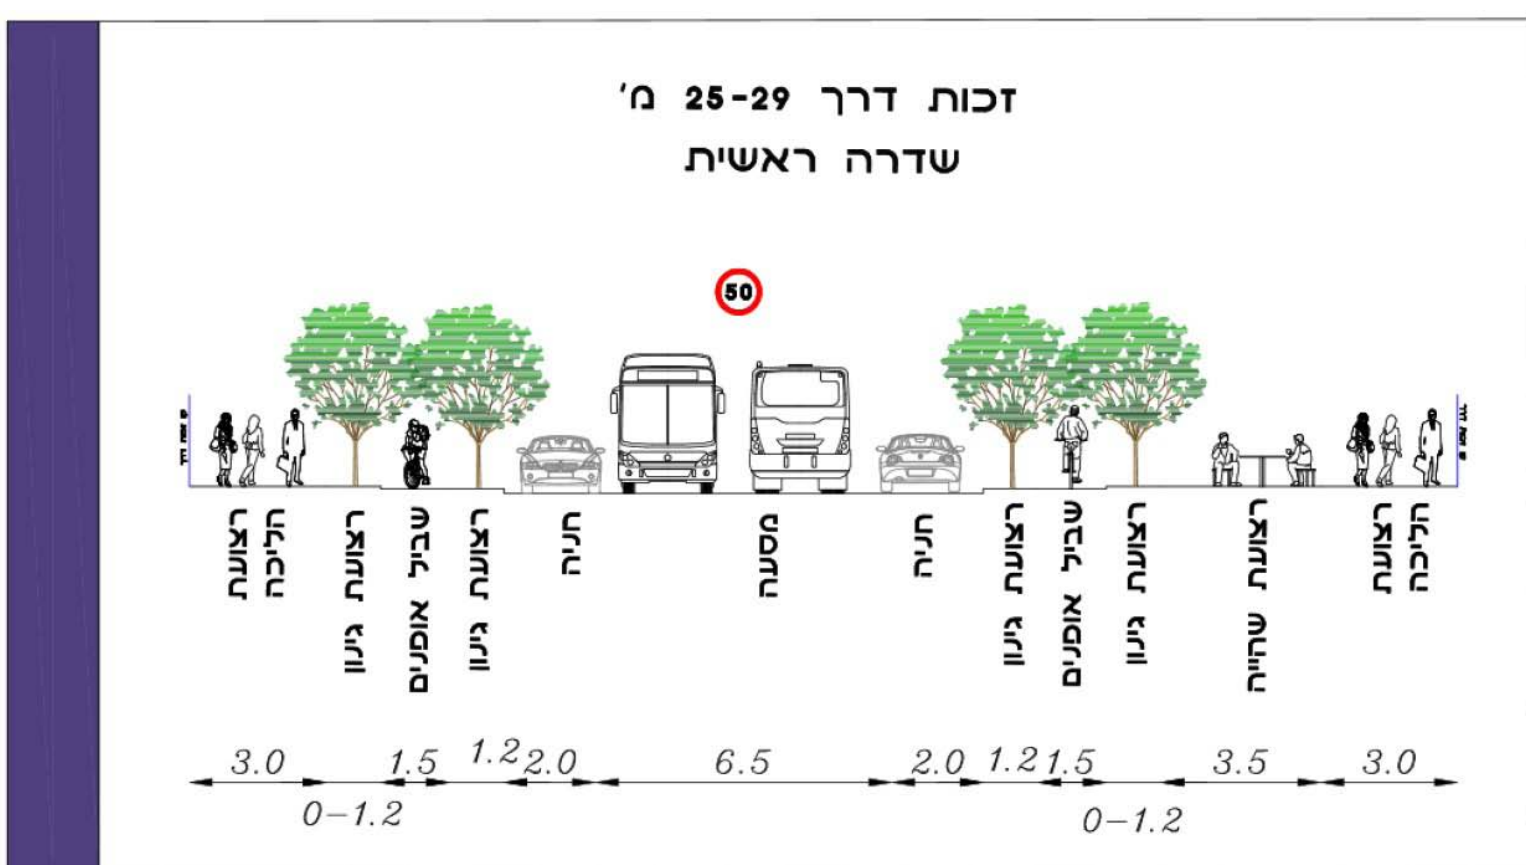 זכות דרך 25-29 מ'
שדרה ראשית
50
רצועת הליכה
רצועת גינון
שביל אופנים
רצועת גינון
חניה
מסעה
חניה
רצועת גינון
שביל אופנים
רצועת גינון
רצועת שהייה
רצועת הליכה
3.0
0-1.2
1.5
1.2
2.0
6.5
2.0
1.2
1.5
0-1.2
3.5
3.0